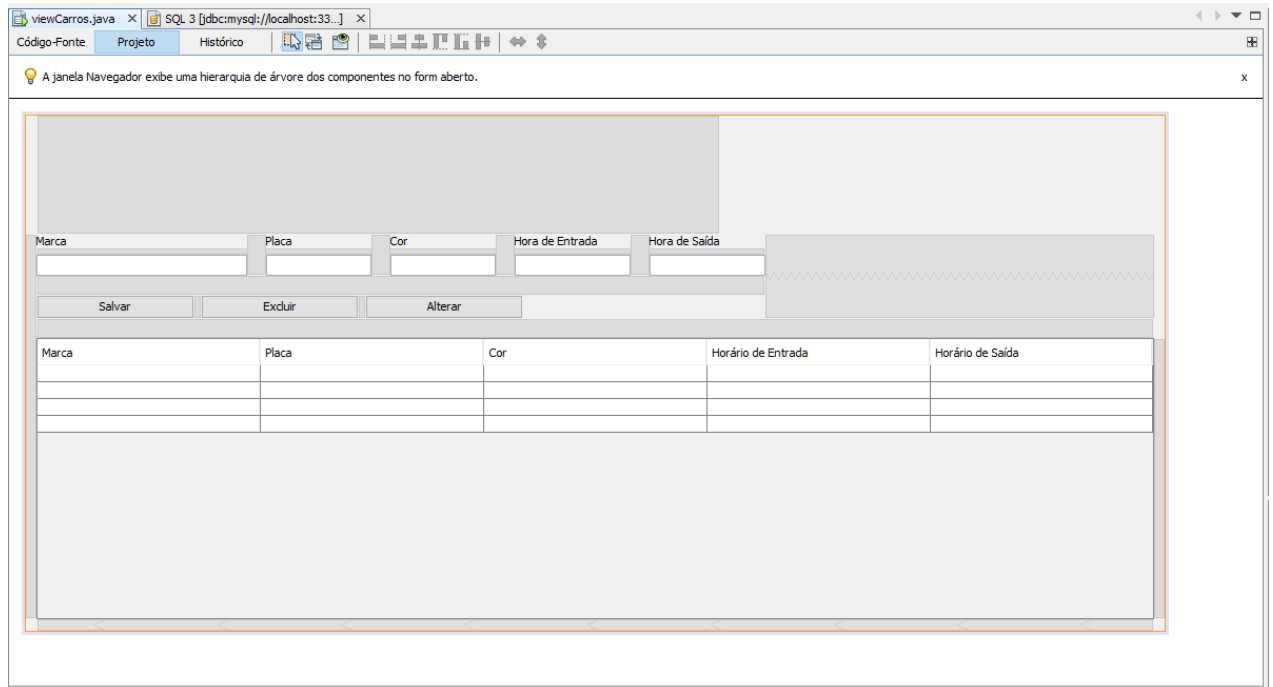 viewCarros.java x SQL 3 [jdbc:mysql://localhost:33...] x
Código-Fonte Projeto Histórico
A janela Navegador exibe uma hierarquia de árvore dos componentes no form aberto. x
Marca Placa Cor Hora de Entrada Hora de Saída
Salvar Excluir Alterar
Marca Placa Cor Horário de Entrada Horário de Saída